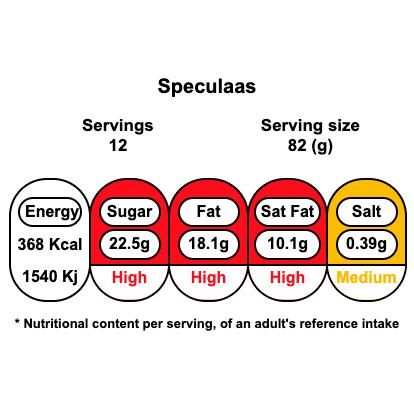 Speculaas
Servings Serving size
12 82 (g)
Energy Sugar Fat Sat Fat Salt
368 Kcal 22.5g 18.1g 10.1g 0.39g
1540 Kj High High High Medium
* Nutritional content per serving, of an adult's reference intake